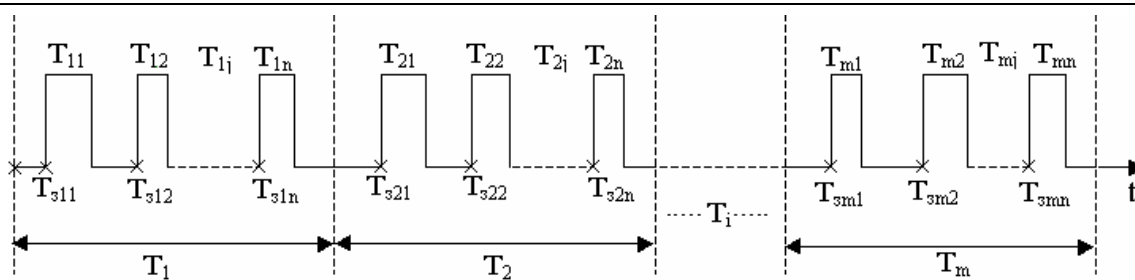 T11 T12 T1j T1n T21 T22 T2j T2n Tm1 Tm2 Tmj Tmn
Ts11 Ts12 Ts1n Ts21 Ts22 Ts2n Tsm1 Tsm2 Tsmn t
...... Ti ......
T1 T2 Tm